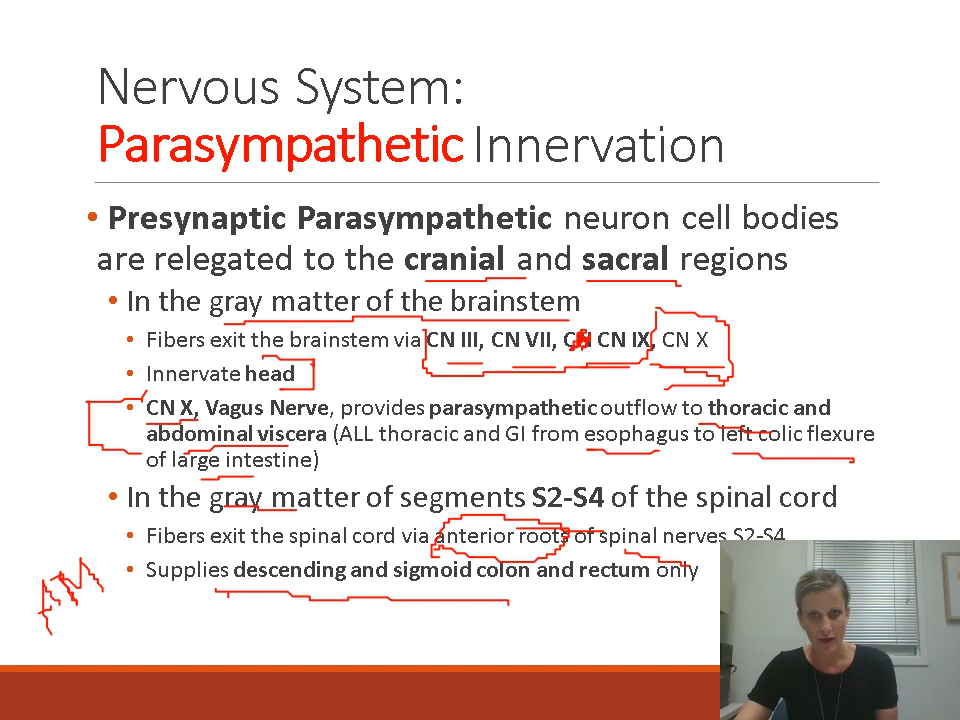 Nervous System:
Parasympathetic Innervation
• Presynaptic Parasympathetic neuron cell bodies
are relegated to the cranial and sacral regions
• In the gray matter of the brainstem
• Fibers exit the brainstem via CN III, CN VII, CN IX, CN X
• Innervate head
• CN X, Vagus Nerve, provides parasympathetic outflow to thoracic and
abdominal viscera (ALL thoracic and GI from esophagus to left colic flexure
of large intestine)
• In the gray matter of segments S2-S4 of the spinal cord
• Fibers exit the spinal cord via anterior roots of spinal nerves S2-S4
• Supplies descending and sigmoid colon and rectum only